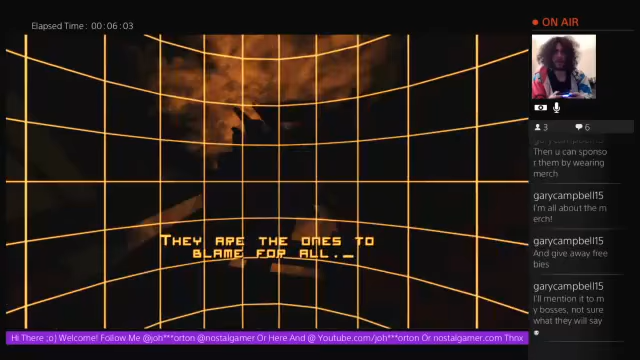 Elapsed Time : 00:06:03
ON AIR
3
6
Then u can sponso
r them by wearing
merch
garycampbell15
I'm all about the m
erch!
garycampbell15
And give away free
bies
garycampbell15
I'll mention it to m
y bosses, not sure
what they will say
THEY ARE THE ONES TO
BLAME FOR ALL._
Hi There ;o) Welcome! Follow Me @joh***orton @nostalgamer Or Here And @ Youtube.com/joh***orton Or nostalgamer.com Thnx